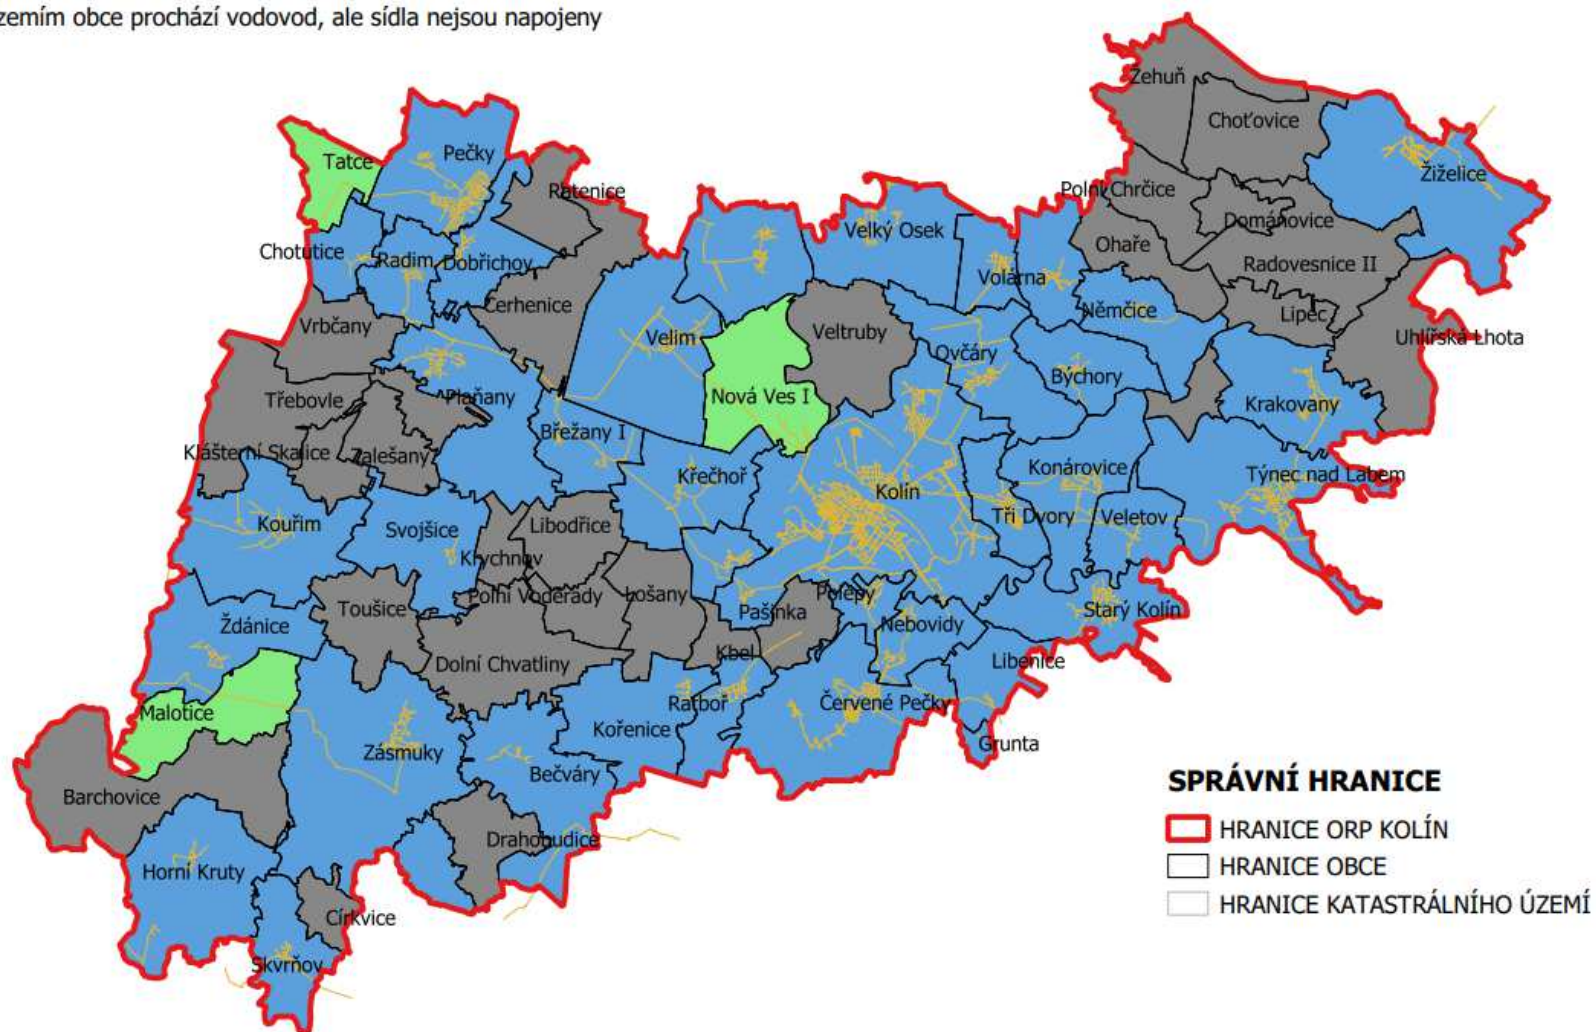 zemím obce prochází vodovod, ale sídla nejsou napojeny
Žehuň
Choťovice
Tatce
Pečky
Žiželice
Ratenice
Polní Chrčice
Dománovice
Velký Osek
Chotutice
Radim
Dobřichov
Ohaře
Radovesnice II
Volárna
Cerhenice
Němčice
Lipec
Vrbčany
Velim
Veltruby
Uhlířská Lhota
Ovčáry
Býchory
Třebovle
Plaňany
Nová Ves I
Krakovany
Břežany I
Klášterní Skalice
Zalešany
Křečhoř
Konárovice
Týnec nad Labem
Kolín
Kouřim
Svojšice
Libodřice
Tři Dvory
Veletov
Krychnov
Polní Voděrady
Lošany
Polepy
Toušice
Pašinka
Starý Kolín
Ždánice
Nebovidy
Kbel
Dolní Chvatliny
Libenice
Malotice
Ratboř
Červené Pečky
Kořenice
Zásmuky
Grunta
Bečváry
Barchovice
Drahobudice
Horní Kruty
Církvice
Skvrňov
SPRÁVNÍ HRANICE
HRANICE ORP KOLÍN
HRANICE OBCE
HRANICE KATASTRÁLNÍHO ÚZEMÍ